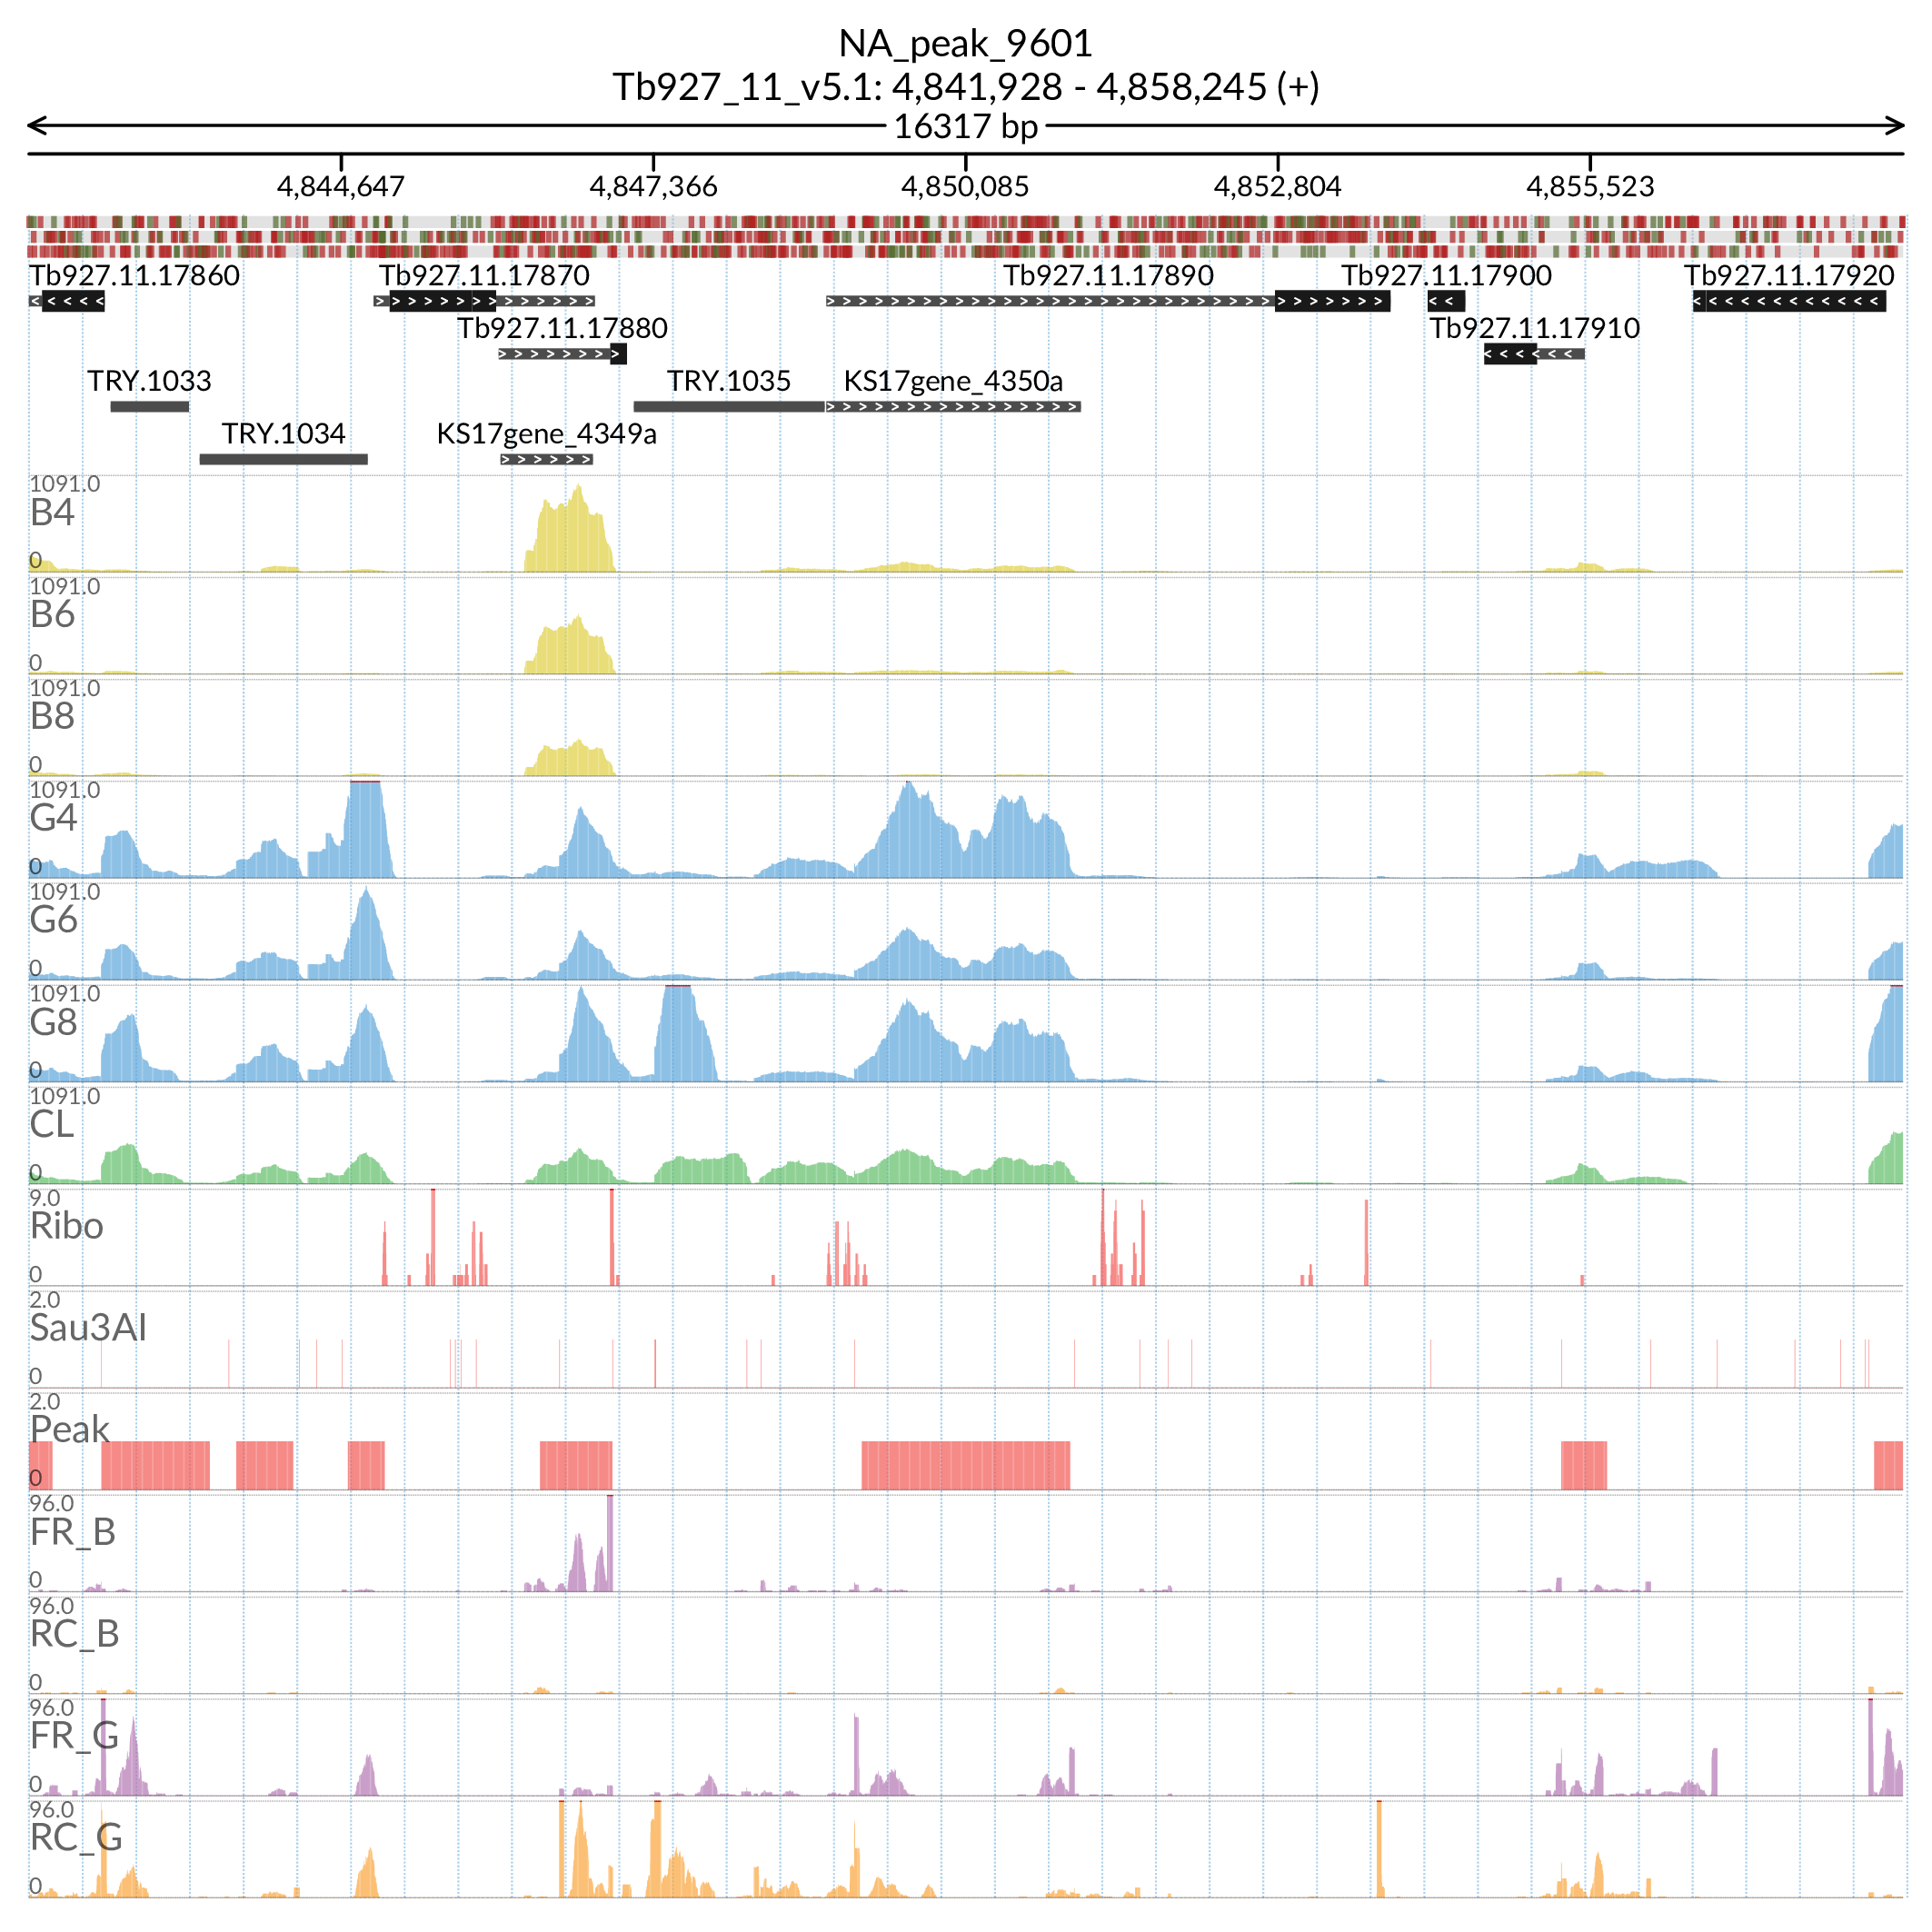 NA_peak_9601
Tb927_11_v5.1: 4,841,928 - 4,858,245 (+)
16317 bp
4,844,647 4,847,366 4,850,085 4,852,804 4,855,523
Tb927.11.17860 Tb927.11.17870 Tb927.11.17890 Tb927.11.17900 Tb927.11.17920
Tb927.11.17880 Tb927.11.17910
TRY.1033 TRY.1035 KS17gene_4350a
TRY.1034 KS17gene_4349a
1091.0
B4
0
1091.0
B6
0
1091.0
B8
0
1091.0
G4
0
1091.0
G6
0
1091.0
G8
0
1091.0
CL
0
9.0
Ribo
0
2.0
Sau3AI
0
2.0
Peak
0
96.0
FR_B
0
96.0
RC_B
0
96.0
FR_G
0
96.0
RC_G
0